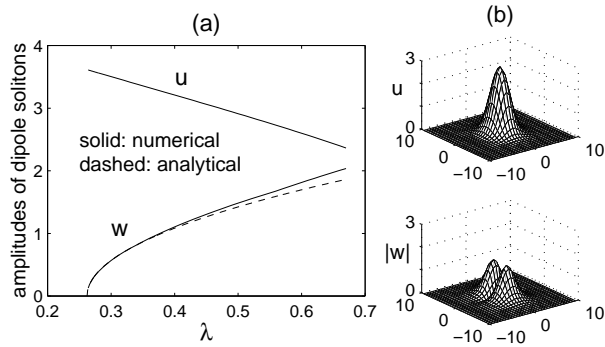 (a)
amplitudes of dipole solitons
4
3
2
1
0
0.2 0.3 0.4 0.5 0.6 0.7
λ
u
solid: numerical
dashed: analytical
w
(b)
u
3
0
10
0
−10
−10
0
10
|w|
3
0
10
0
−10
−10
0
10